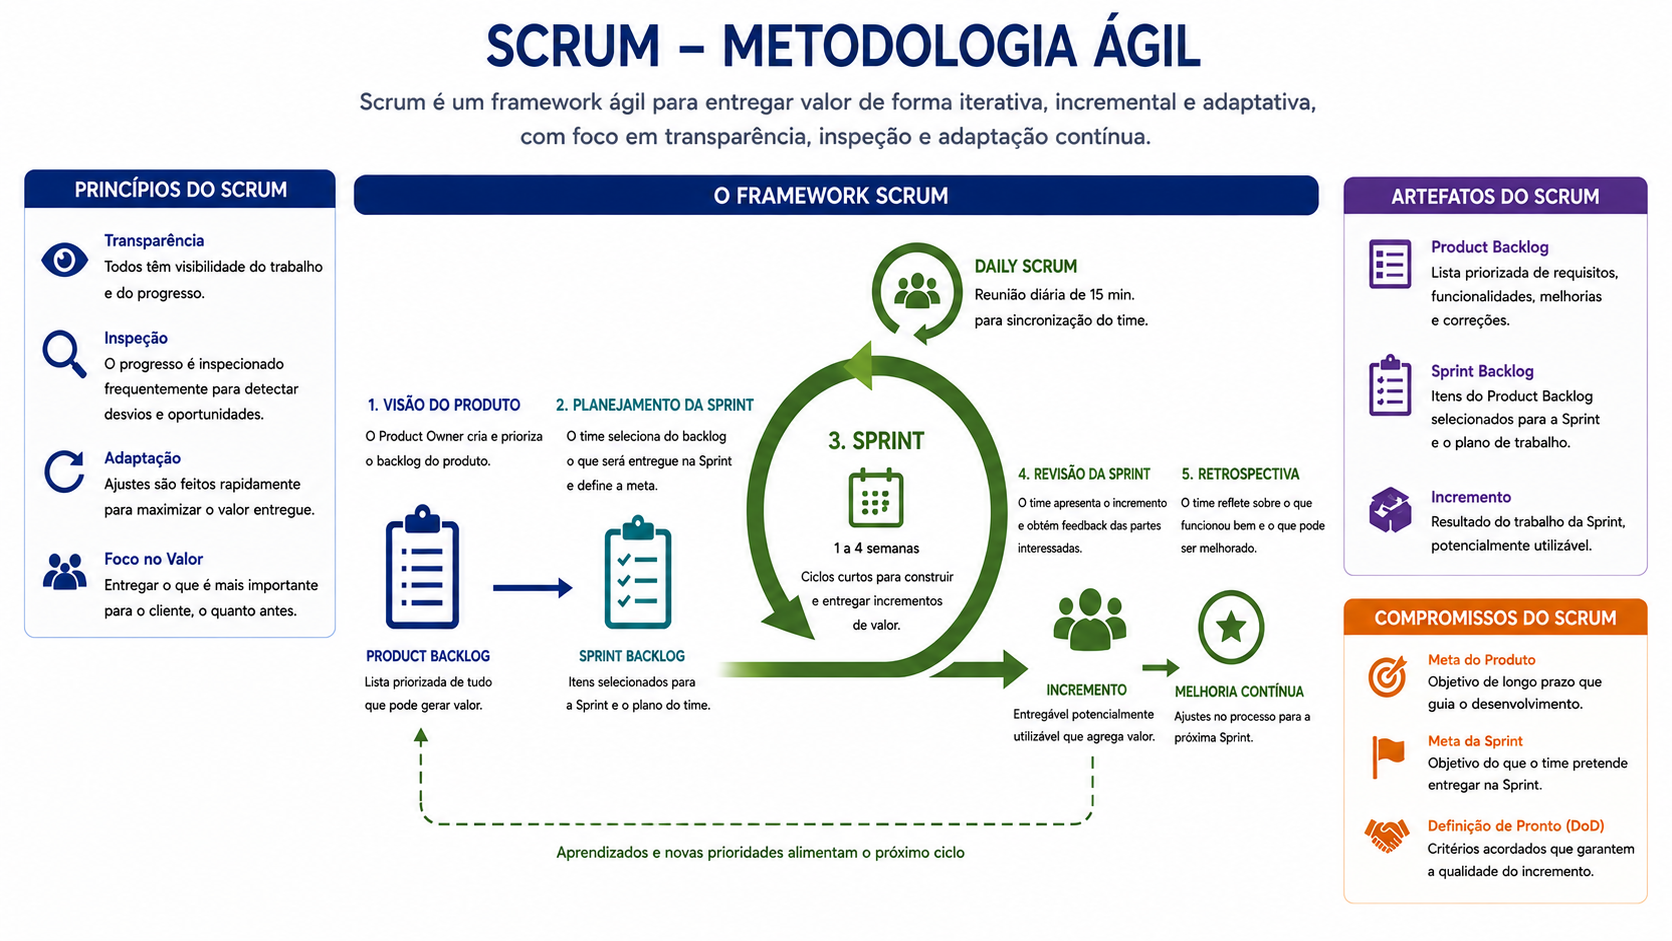 SCRUM – METODOLOGIA ÁGIL
Scrum é um framework ágil para entregar valor de forma iterativa, incremental e adaptativa,
com foco em transparência, inspeção e adaptação contínua.
PRINCÍPIOS DO SCRUM
Transparência
Todos têm visibilidade do trabalho
e do progresso.
Inspeção
O progresso é inspecionado
frequentemente para detectar
desvios e oportunidades.
Adaptação
Ajustes são feitos rapidamente
para maximizar o valor entregue.
Foco no Valor
Entregar o que é mais importante
para o cliente, o quanto antes.
O FRAMEWORK SCRUM
DAILY SCRUM
Reunião diária de 15 min.
para sincronização do time.
1. VISÃO DO PRODUTO
O Product Owner cria e prioriza
o backlog do produto.
PRODUCT BACKLOG
Lista priorizada de tudo
que pode gerar valor.
2. PLANEJAMENTO DA SPRINT
O time seleciona do backlog
o que será entregue na Sprint
e define a meta.
SPRINT BACKLOG
Itens selecionados para
a Sprint e o plano do time.
3. SPRINT
1 a 4 semanas
Ciclos curtos para construir
e entregar incrementos
de valor.
4. REVISÃO DA SPRINT
O time apresenta o incremento
e obtém feedback das partes
interessadas.
INCREMENTO
Entregável potencialmente
utilizável que agrega valor.
5. RETROSPECTIVA
O time reflete sobre o que
funcionou bem e o que pode
ser melhorado.
MELHORIA CONTÍNUA
Ajustes no processo para a
próxima Sprint.
Aprendizados e novas prioridades alimentam o próximo ciclo
ARTEFATOS DO SCRUM
Product Backlog
Lista priorizada de requisitos,
funcionalidades, melhorias
e correções.
Sprint Backlog
Itens do Product Backlog
selecionados para a Sprint
e o plano de trabalho.
Incremento
Resultado do trabalho da Sprint,
potencialmente utilizável.
COMPROMISSOS DO SCRUM
Meta do Produto
Objetivo de longo prazo que
guia o desenvolvimento.
Meta da Sprint
Objetivo do que o time pretende
entregar na Sprint.
Definição de Pronto (DoD)
Critérios acordados que garantem
a qualidade do incremento.